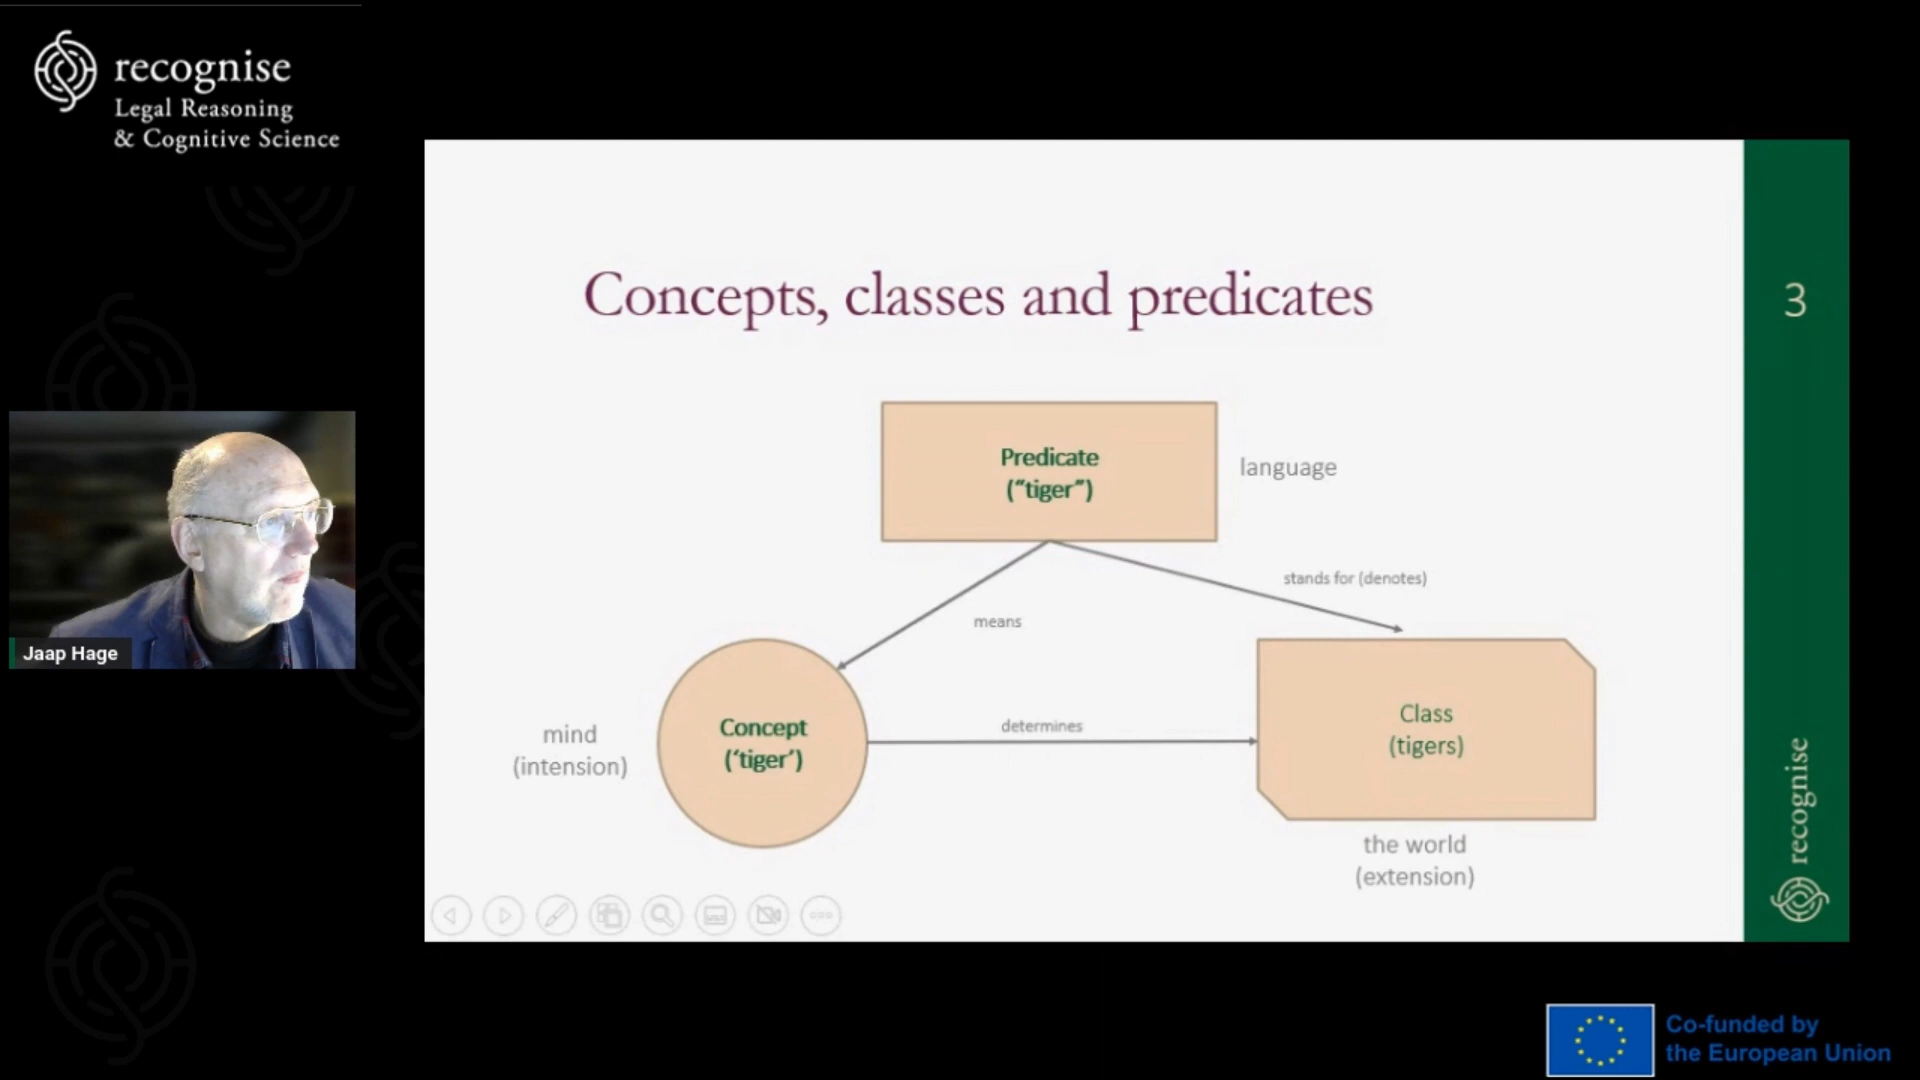 recognise
Legal Reasoning
& Cognitive Science
Concepts, classes and predicates
3
Predicate
("tiger")
language
stands for (denotes)
means
mind
(intension)
Concept
('tiger')
determines
Class
(tigers)
the world
(extension)
recognise
Jaap Hage
Co-funded by
the European Union